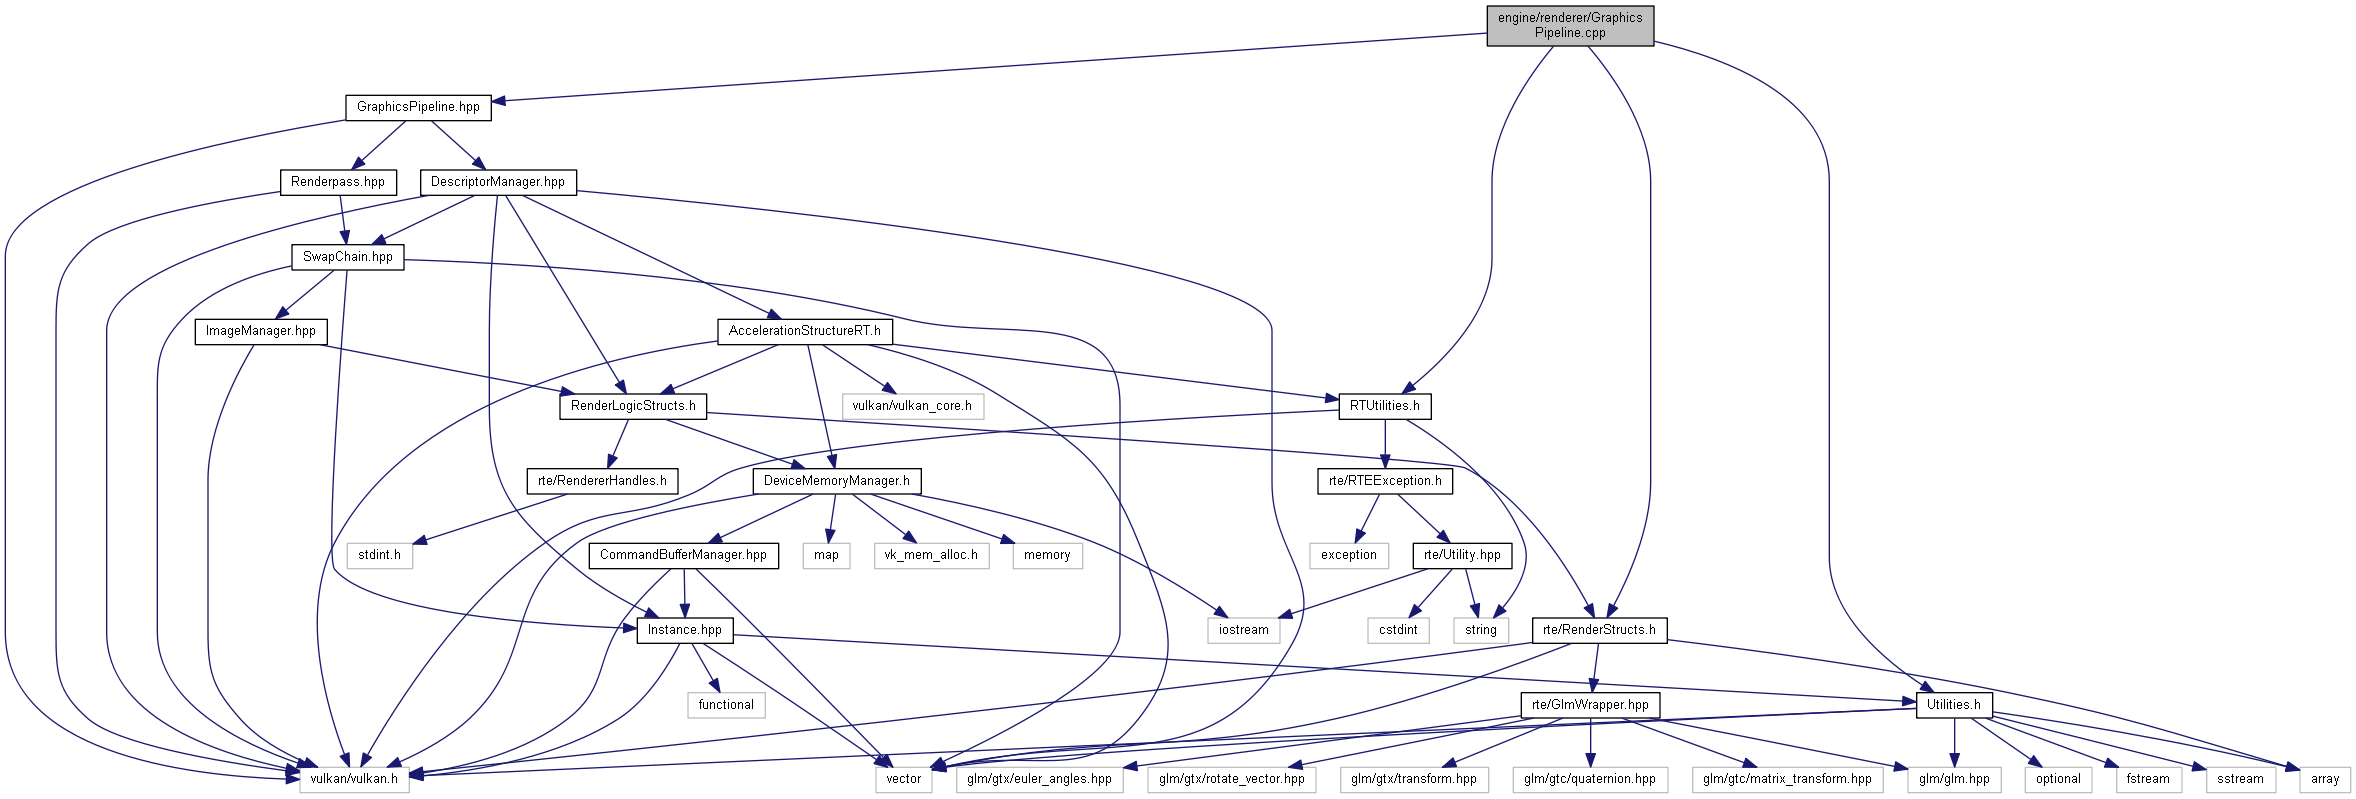 engine/renderer/Graphics
Pipeline.cpp
GraphicsPipeline.hpp
Renderpass.hpp
DescriptorManager.hpp
SwapChain.hpp
ImageManager.hpp
AccelerationStructureRT.h
RenderLogicStructs.h
vulkan/vulkan_core.h
RTUtilities.h
rte/RendererHandles.h
DeviceMemoryManager.h
rte/RTEException.h
stdint.h
CommandBufferManager.hpp
map
vk_mem_alloc.h
memory
exception
rte/Utility.hpp
Instance.hpp
iostream
cstdint
string
rte/RenderStructs.h
functional
rte/GlmWrapper.hpp
Utilities.h
vulkan/vulkan.h
vector
glm/gtx/euler_angles.hpp
glm/gtx/rotate_vector.hpp
glm/gtx/transform.hpp
glm/gtc/quaternion.hpp
glm/gtc/matrix_transform.hpp
glm/glm.hpp
optional
fstream
sstream
array